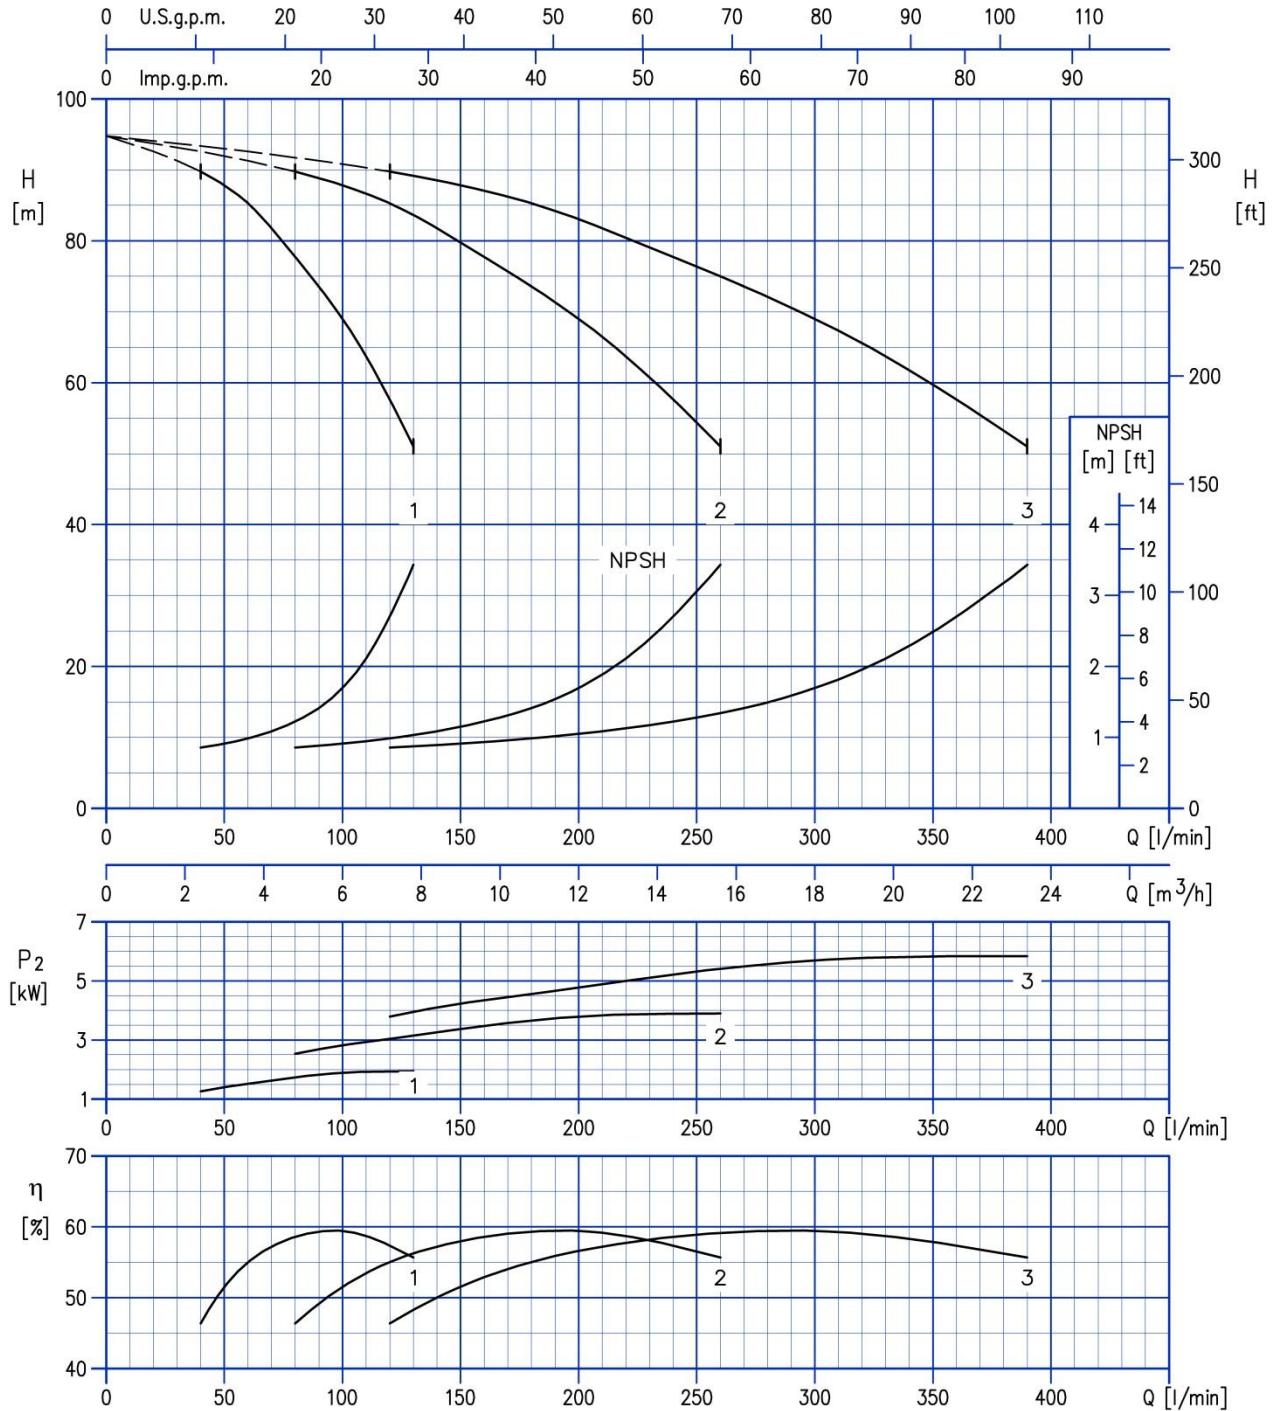 0 U.S.g.p.m. 20 30 40 50 60 70 80 90 100 110
0 Imp.g.p.m. 20 30 40 50 60 70 80 90
100
H
[m]
80
60
40
20
0
300
H
[ft]
250
200
150
100
50
0
NPSH
[m] [ft]
4
3
2
1
14
12
10
8
6
4
2
1 2 3
NPSH
50 100 150 200 250 300 350 400 Q [l/min]
0 2 4 6 8 10 12 14 16 18 20 22 24 Q [m³/h]
7
P2
[kW]
5
3
1
3
2
1
0 50 100 150 200 250 300 350 400 Q [l/min]
70
η
[%]
60
50
40
1 2 3
0 50 100 150 200 250 300 350 400 Q [l/min]